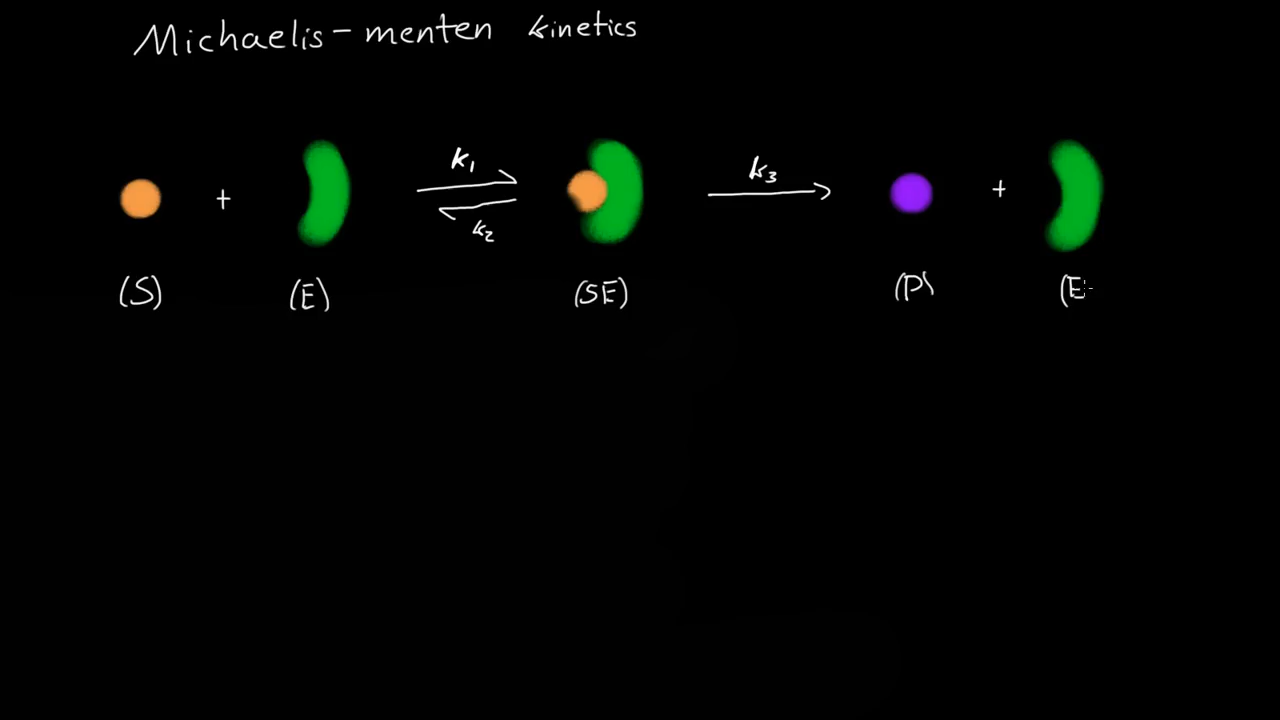 Michaelis-menten kinetics
k1
k2
k3
+
+
(S) (E) (SE) (P) (E